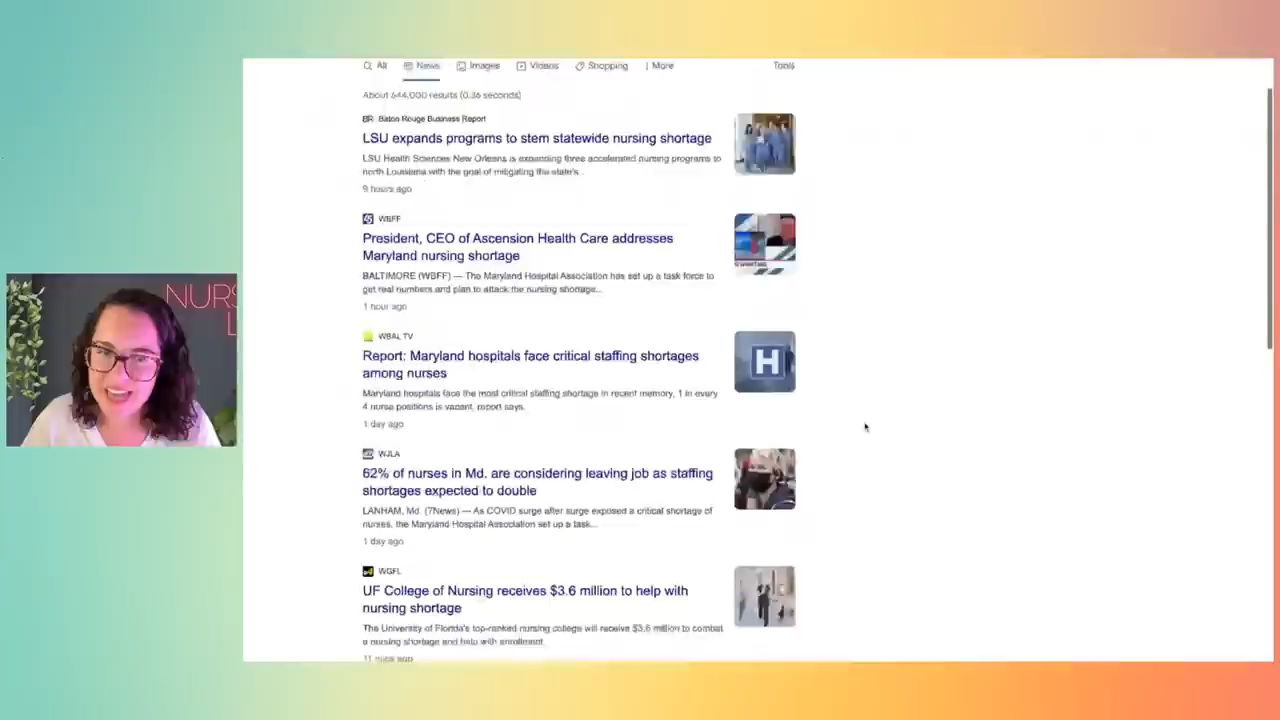 All News Images Videos Shopping More Tools
About 644,000 results (0.36 seconds)
BR Baton Rouge Business Report
LSU expands programs to stem statewide nursing shortage
LSU Health Sciences New Orleans is expanding three accelerated nursing programs to
north Louisiana with the goal of mitigating the state's...
9 hours ago
WBFF
President, CEO of Ascension Health Care addresses
Maryland nursing shortage
BALTIMORE (WBFF) — The Maryland Hospital Association has set up a task force to
get real numbers and plan to attack the nursing shortage...
1 hour ago
WBAL TV
Report: Maryland hospitals face critical staffing shortages
among nurses
Maryland hospitals face the most critical staffing shortage in recent memory, 1 in every
4 nurse positions is vacant, report says.
1 day ago
H
NURS
L
WJLA
62% of nurses in Md. are considering leaving job as staffing
shortages expected to double
LANHAM, Md. (7News) — As COVID surge after surge exposed a critical shortage of
nurses, the Maryland Hospital Association set up a task...
1 day ago
WGFL
UF College of Nursing receives $3.6 million to help with
nursing shortage
The University of Florida's top-ranked nursing college will receive $3.6 million to combat
a nursing shortage and help with enrollment.
11 mins ago